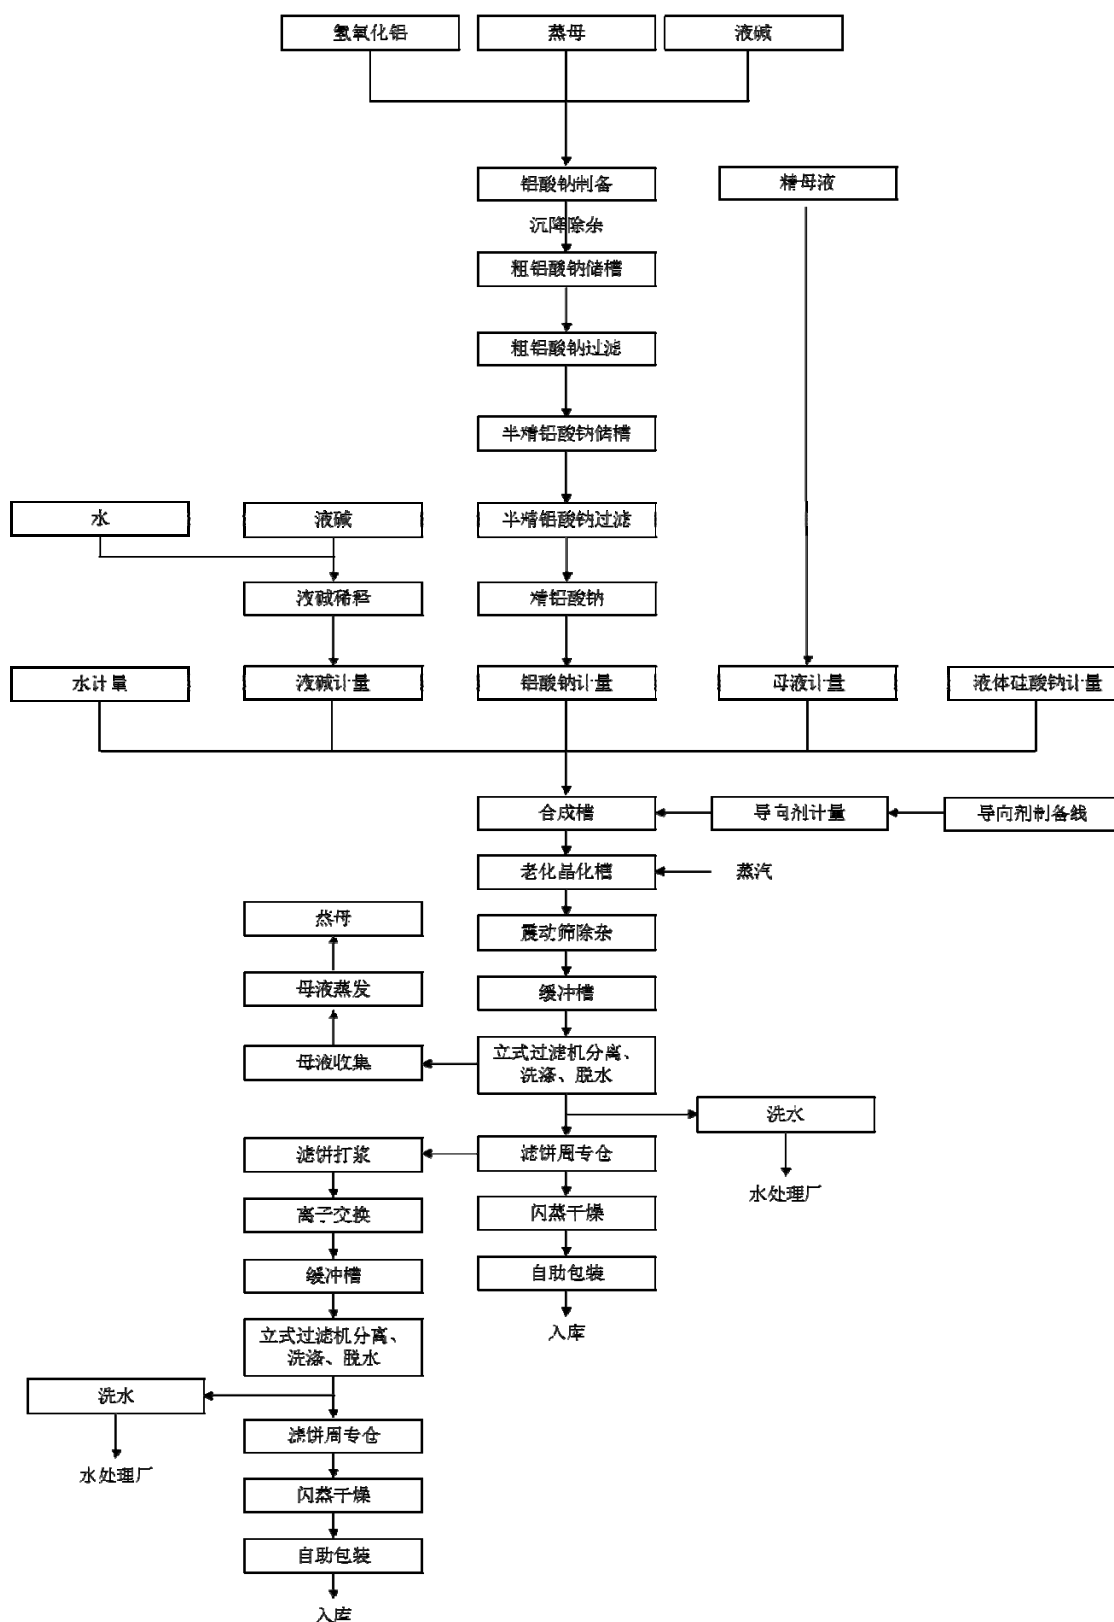 氢氧化铝
蒸母
液碱
铝酸钠制备
精母液
沉降除杂
粗铝酸钠储槽
粗铝酸钠过滤
半精铝酸钠储槽
水
液碱
半精铝酸钠过滤
液碱稀释
精铝酸钠
水计量
液碱计量
铝酸钠计量
母液计量
液体硅酸钠计量
合成槽
导向剂计量
导向剂制备线
老化晶化槽
蒸汽
蒸母
震动筛除杂
母液蒸发
缓冲槽
母液收集
立式过滤机分离、
洗涤、脱水
洗水
滤饼打浆
滤饼周专仓
水处理厂
离子交换
闪蒸干燥
缓冲槽
自助包装
入库
立式过滤机分离、
洗涤、脱水
洗水
滤饼周专仓
水处理厂
闪蒸干燥
自助包装
入库